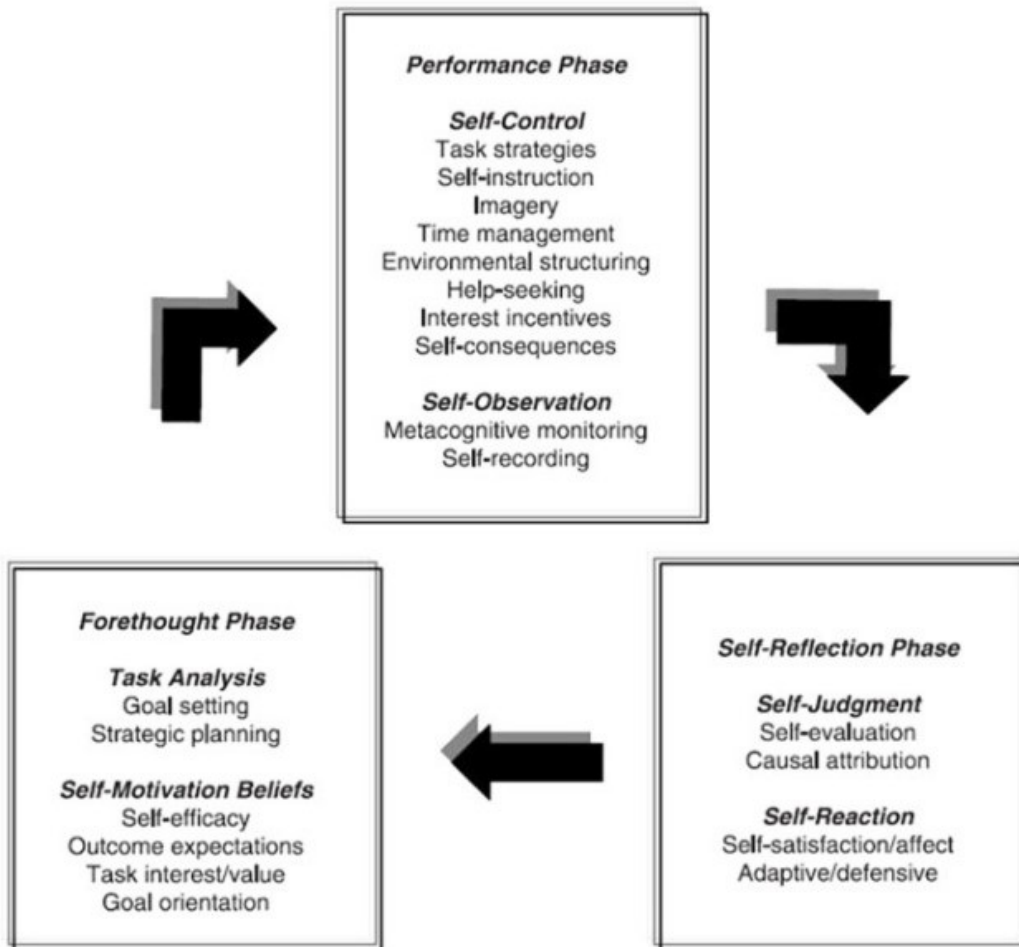 Performance Phase
Self-Control
Task strategies
Self-instruction
Imagery
Time management
Environmental structuring
Help-seeking
Interest incentives
Self-consequences
Self-Observation
Metacognitive monitoring
Self-recording
Forethought Phase
Task Analysis
Goal setting
Strategic planning
Self-Motivation Beliefs
Self-efficacy
Outcome expectations
Task interest/value
Goal orientation
Self-Reflection Phase
Self-Judgment
Self-evaluation
Causal attribution
Self-Reaction
Self-satisfaction/affect
Adaptive/defensive